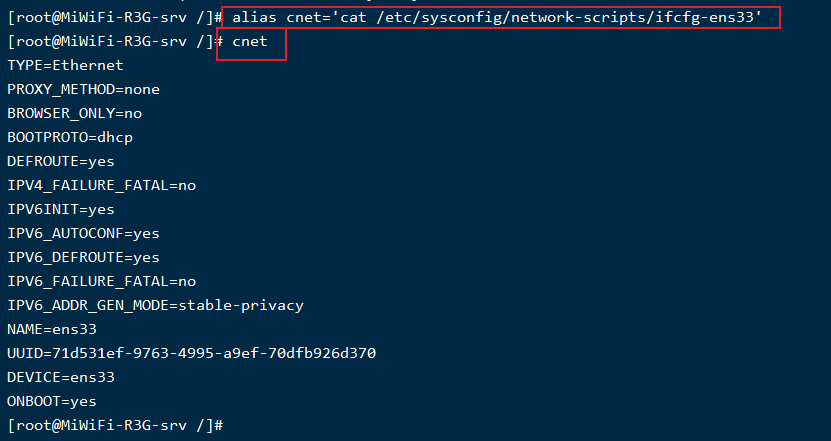 [root@MiWiFi-R3G-srv /]# alias cnet='cat /etc/sysconfig/network-scripts/ifcfg-ens33'
[root@MiWiFi-R3G-srv /]# cnet
TYPE=Ethernet
PROXY_METHOD=none
BROWSER_ONLY=no
BOOTPROTO=dhcp
DEFROUTE=yes
IPV4_FAILURE_FATAL=no
IPV6INIT=yes
IPV6_AUTOCONF=yes
IPV6_DEFROUTE=yes
IPV6_FAILURE_FATAL=no
IPV6_ADDR_GEN_MODE=stable-privacy
NAME=ens33
UUID=71d531ef-9763-4995-a9ef-70dfb926d370
DEVICE=ens33
ONBOOT=yes
[root@MiWiFi-R3G-srv /]#